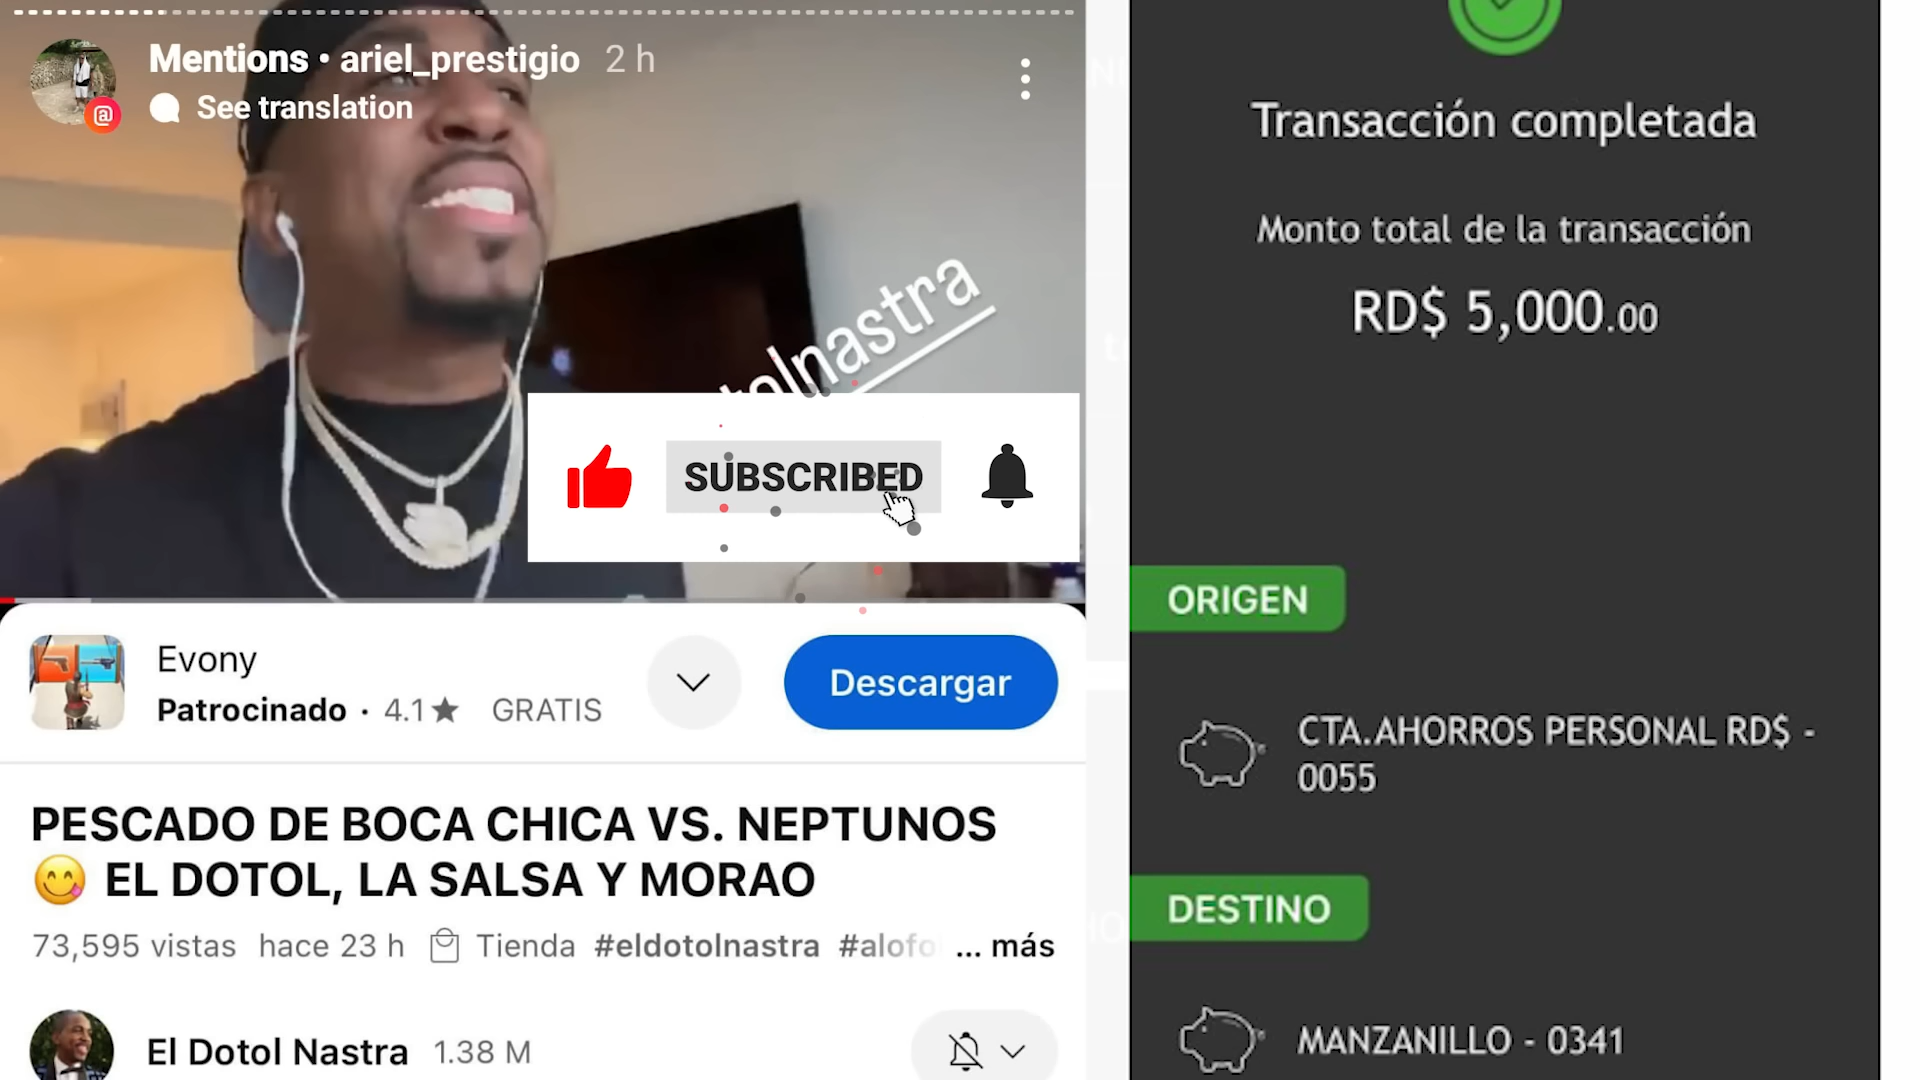 Mentions • ariel_prestigio 2 h
See translation
tolnastra
SUBSCRIBED
Evony
Patrocinado · 4.1★ GRATIS
Descargar
PESCADO DE BOCA CHICA VS. NEPTUNOS
😋 EL DOTOL, LA SALSA Y MORAO
73,595 vistas hace 23 h Tienda #eldotolnastra #alofo ... más
El Dotol Nastra 1.38 M
Transacción completada
Monto total de la transacción
RD$ 5,000.00
ORIGEN
CTA.AHORROS PERSONAL RD$ -
0055
DESTINO
MANZANILLO - 0341